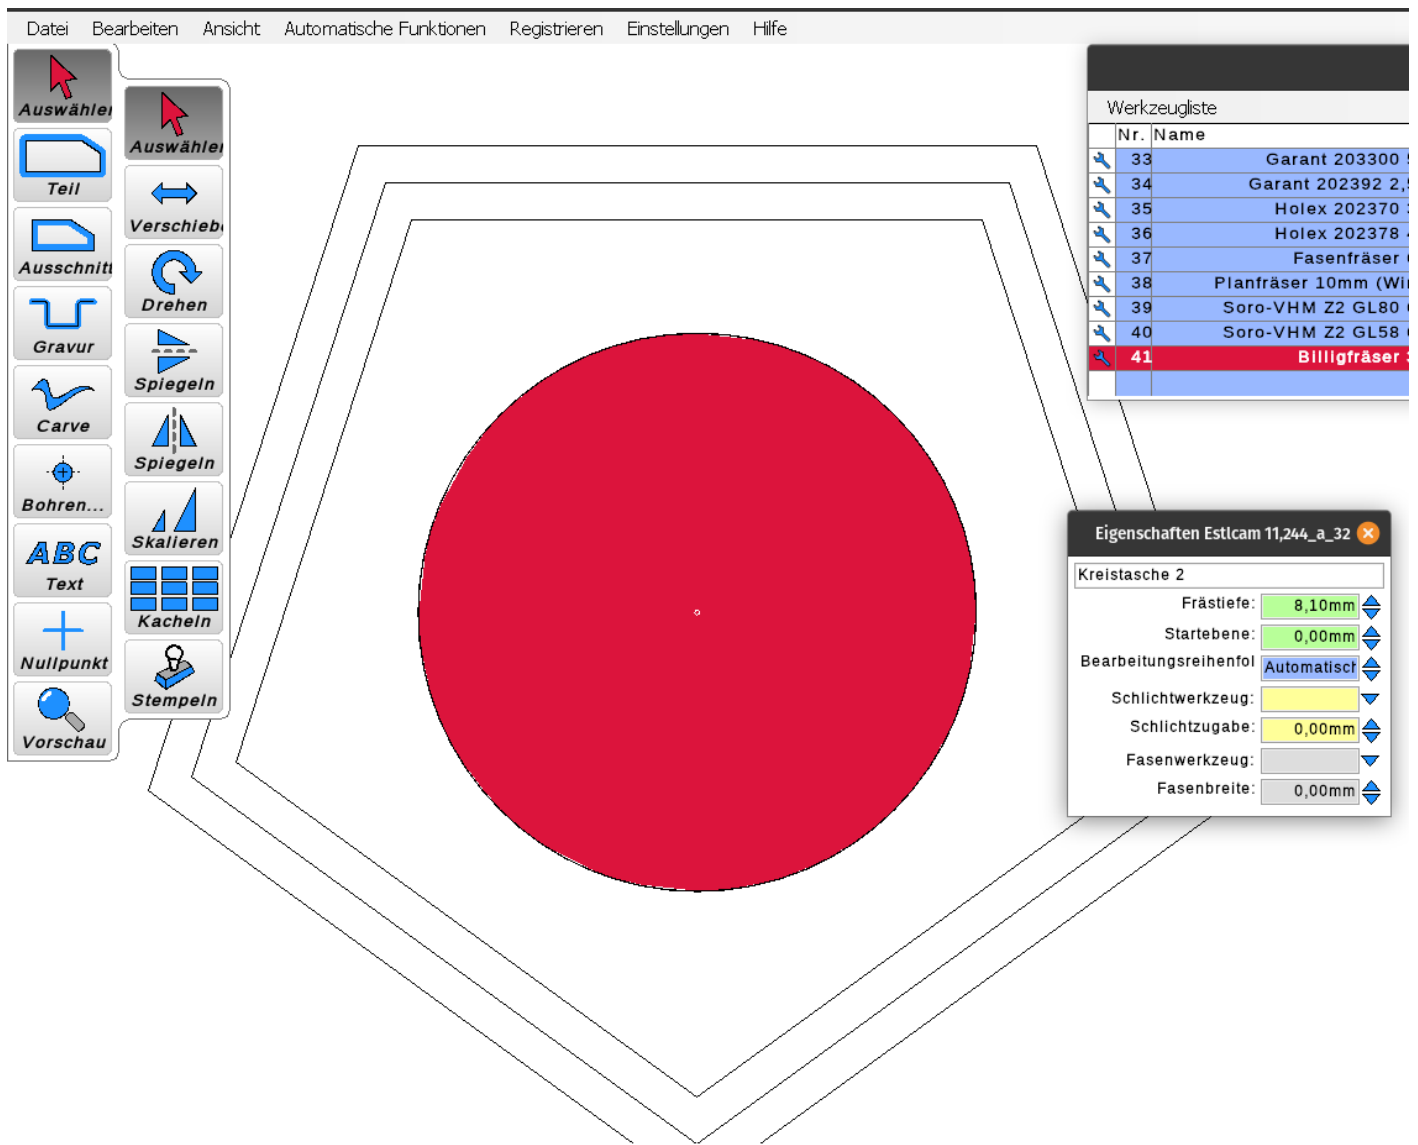 Datei Bearbeiten Ansicht Automatische Funktionen Registrieren Einstellungen Hilfe
Auswähler
Teil
Ausschnitt
Gravur
Carve
Bohren...
ABC
Text
Nullpunkt
Vorschau
Auswähler
Verschiebe
Drehen
Spiegeln
Spiegeln
Skalieren
Kacheln
Stempeln
Werkzeugliste
Nr. Name
33 Garant 203300
34 Garant 202392 2,
35 Holex 202370
36 Holex 202378
37 Fasenfräser
38 Planfräser 10mm
39 Soro-VHM Z2 GL80
40 Soro-VHM Z2 GL58
41 Billigfräser
Eigenschaften Estlcam 11,244_a_32
Kreistasche 2
Frästiefe: 8,10mm
Startebene: 0,00mm
Bearbeitungsreihenfol Automatisch
Schlichtwerkzeug:
Schlichtzugabe: 0,00mm
Fasenwerkzeug:
Fasenbreite: 0,00mm